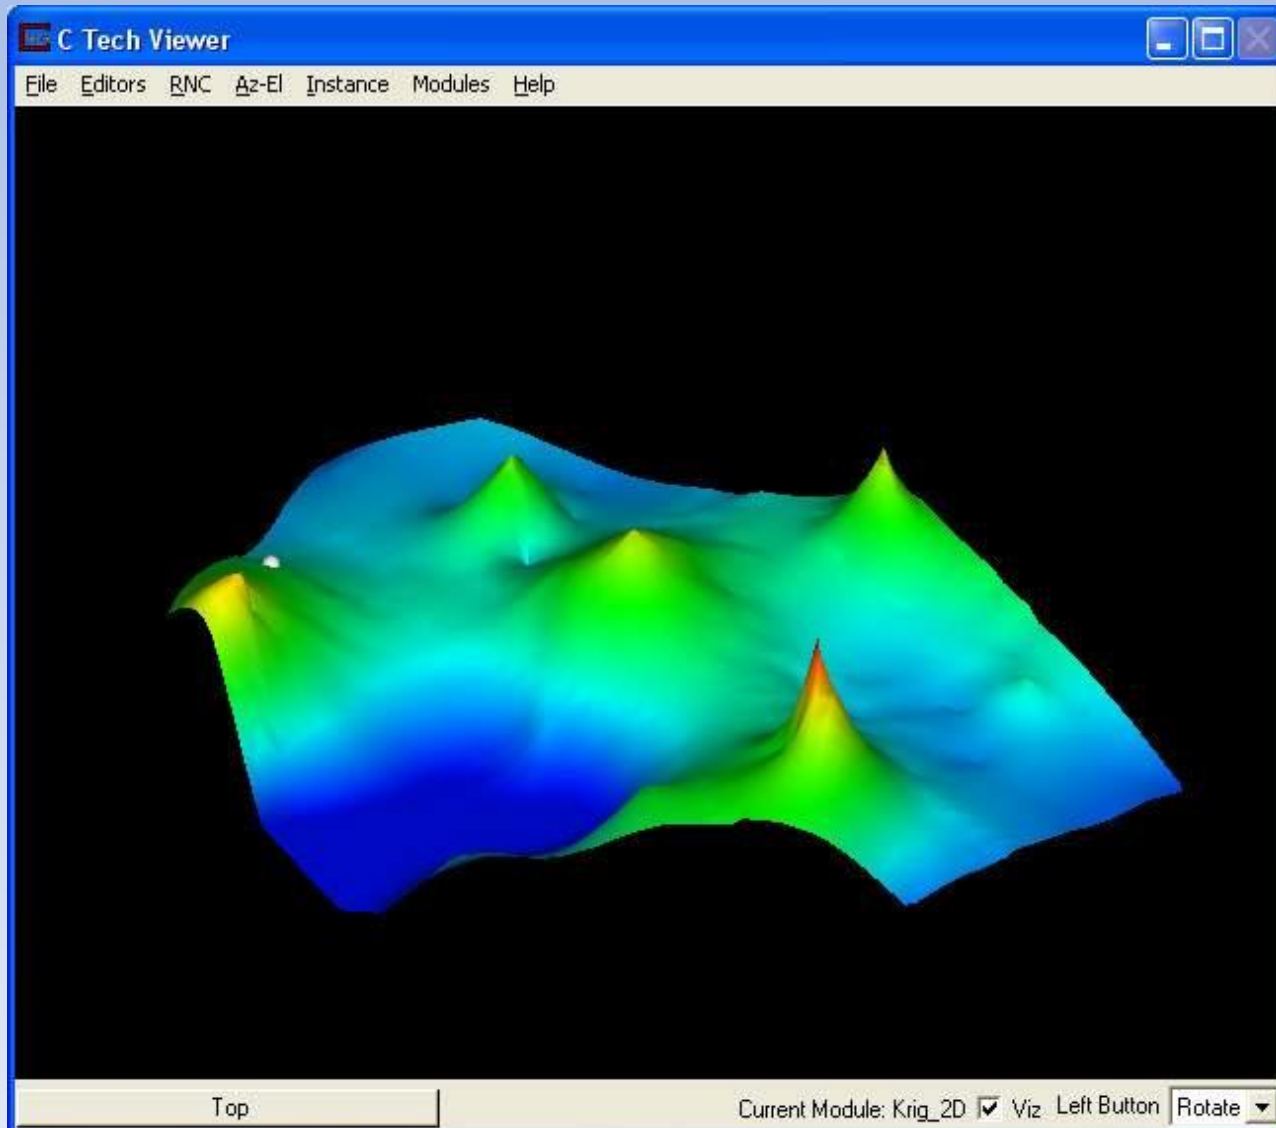 C Tech Viewer
File Editors RNC Az-El Instance Modules Help
Top Current Module: Krig_2D Viz Left Button Rotate